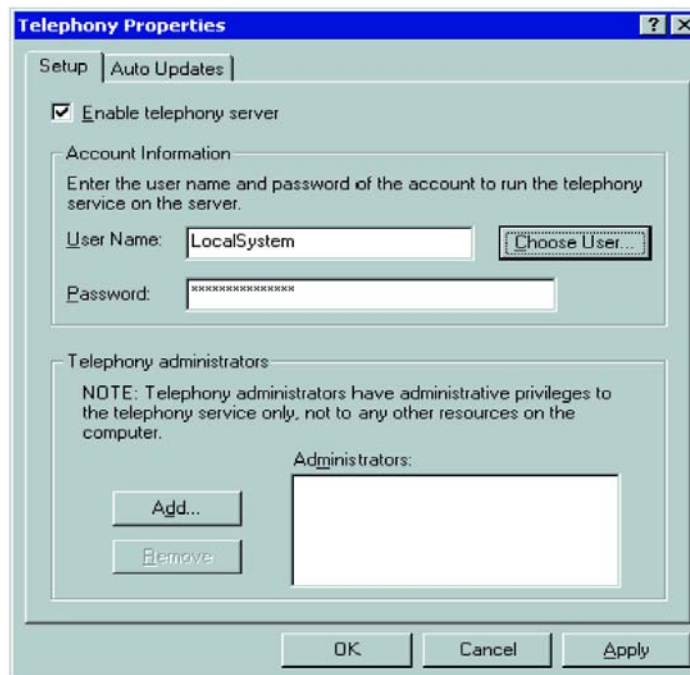 Telephony Properties
Setup
Auto Updates
Enable telephony server
Account Information
Enter the user name and password of the account to run the telephony
service on the server.
User Name:
LocalSystem
Choose User...
Password:
***************
Telephony administrators
NOTE: Telephony administrators have administrative privileges to
the telephony service only, not to any other resources on the
computer.
Administrators:
Add...
Remove
OK
Cancel
Apply